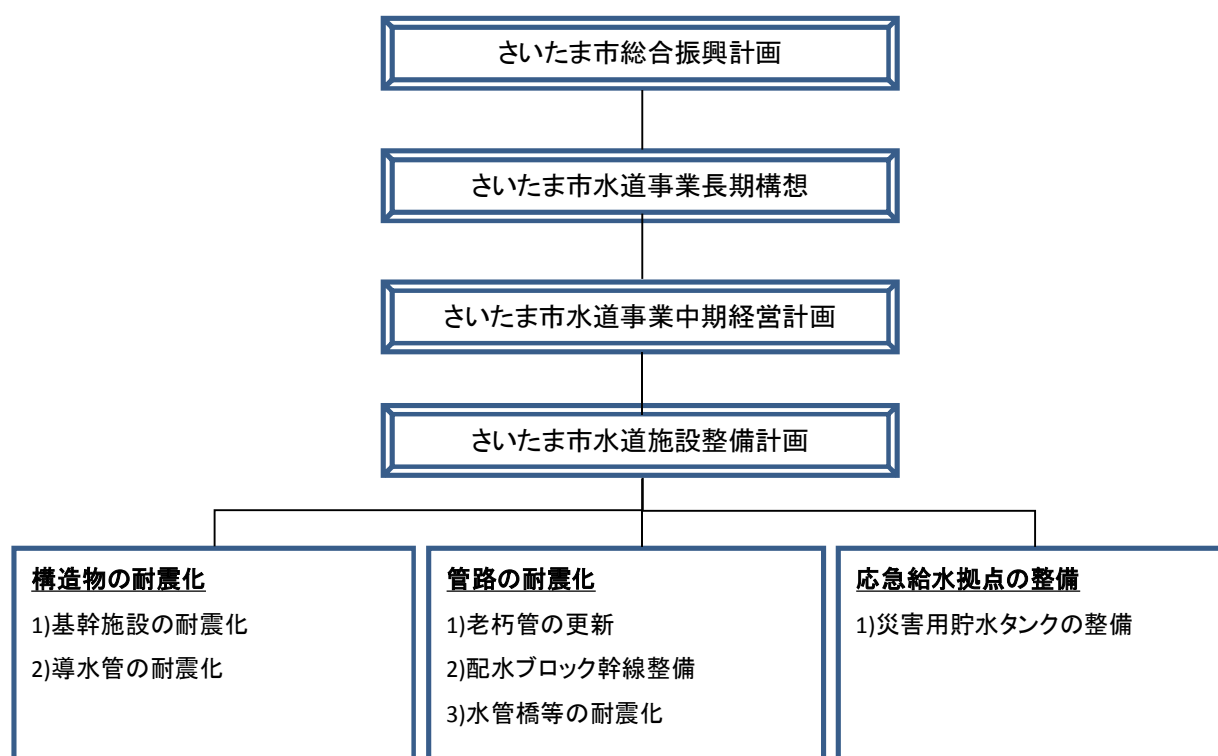 さいたま市総合振興計画
さいたま市水道事業長期構想
さいたま市水道事業中期経営計画
さいたま市水道施設整備計画
構造物の耐震化
1)基幹施設の耐震化
2)導水管の耐震化
管路の耐震化
1)老朽管の更新
2)配水ブロック幹線整備
3)水管橋等の耐震化
応急給水拠点の整備
1)災害用貯水タンクの整備